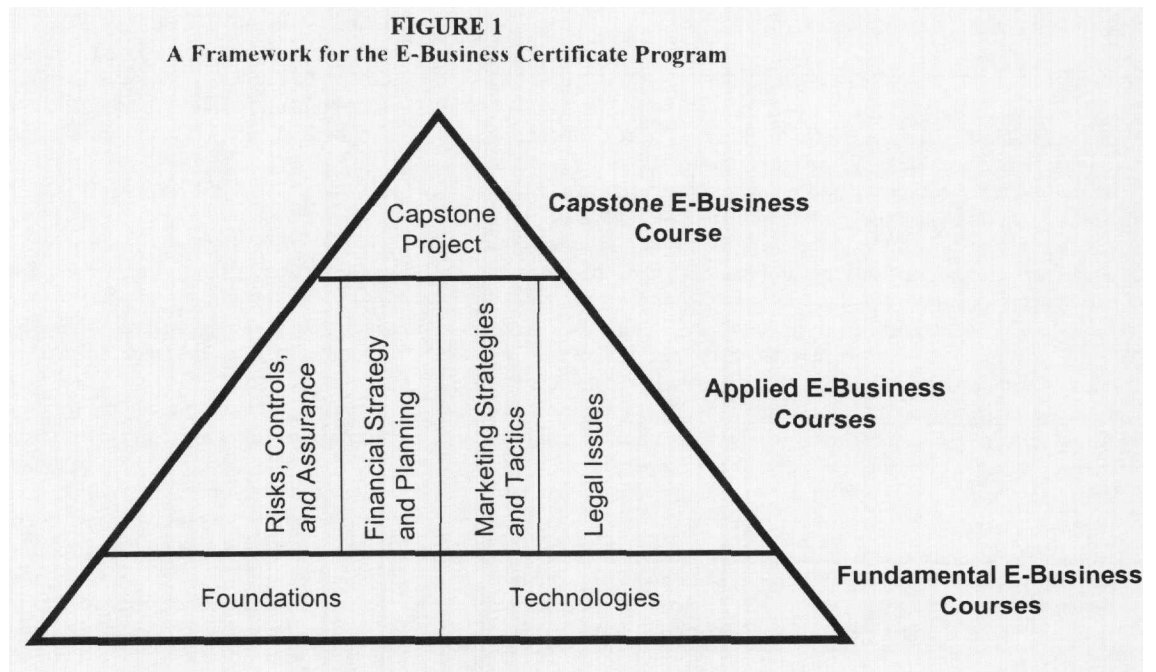 FIGURE 1
A Framework for the E-Business Certificate Program
Capstone
Project
Capstone E-Business
Course
Risks, Controls,
and Assurance
Financial Strategy
and Planning
Marketing Strategies
and Tactics
Legal Issues
Applied E-Business
Courses
Foundations
Technologies
Fundamental E-Business
Courses